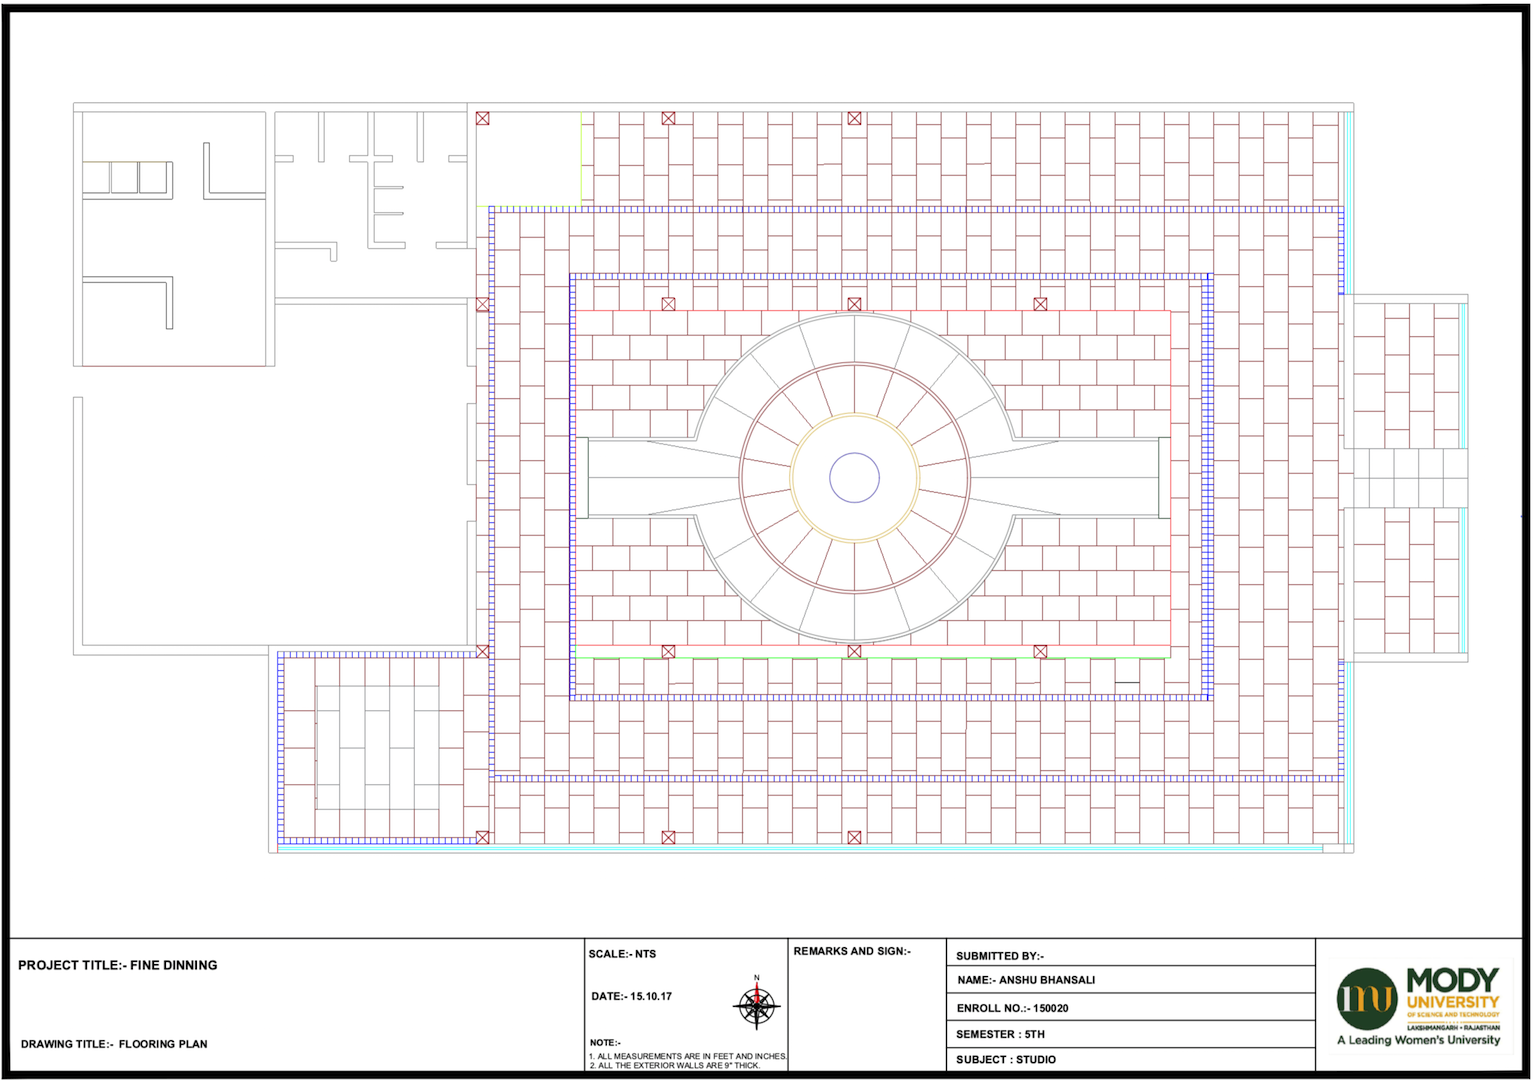 PROJECT TITLE:- FINE DINNING
DRAWING TITLE:- FLOORING PLAN
SCALE:- NTS
DATE:- 15.10.17
N
NOTE:-
1. ALL MEASUREMENTS ARE IN FEET AND INCHES.
2. ALL THE EXTERIOR WALLS ARE 9" THICK.
REMARKS AND SIGN:-
SUBMITTED BY:-
NAME:- ANSHU BHANSALI
ENROLL NO.:- 150020
SEMESTER : 5TH
SUBJECT : STUDIO
mu
MODY
UNIVERSITY
OF SCIENCE AND TECHNOLOGY
LAKSHMANGARH • RAJASTHAN
A Leading Women's University